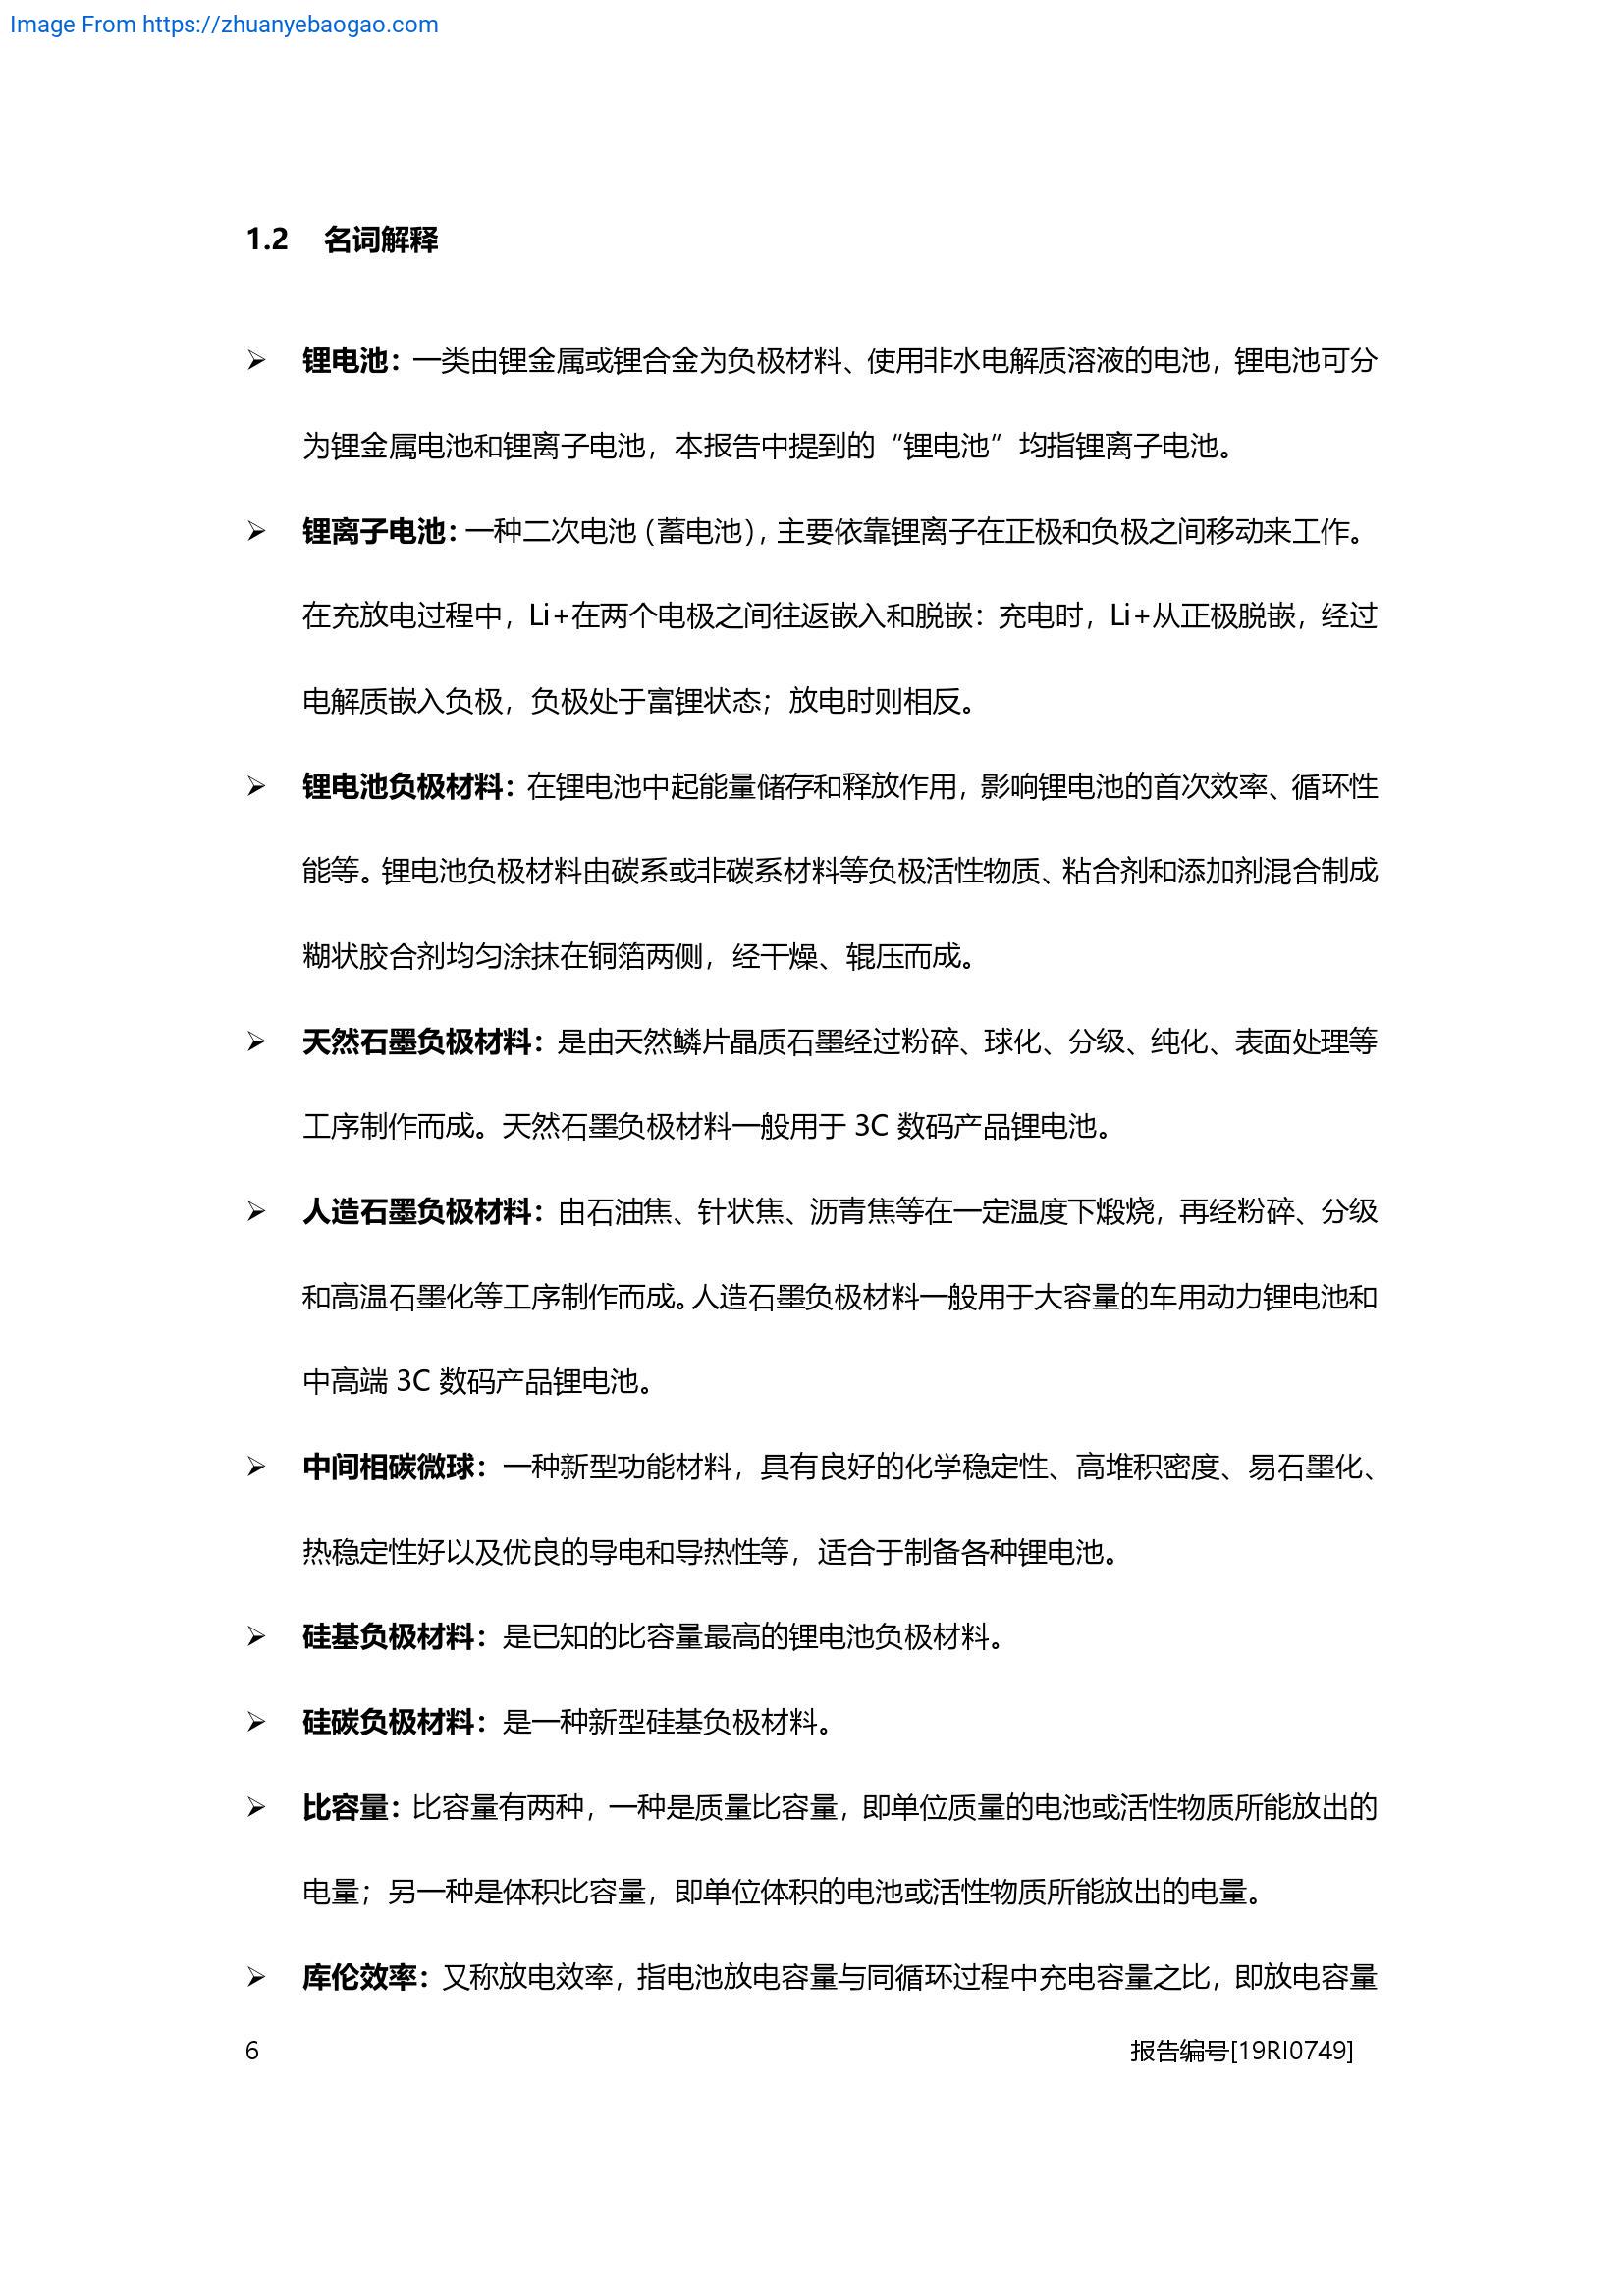 Image From https://zhuanyebaogao.com
1.2 名词解释
➢ 锂电池：一类由锂金属或锂合金为负极材料、使用非水电解质溶液的电池，锂电池可分
为锂金属电池和锂离子电池，本报告中提到的“锂电池”均指锂离子电池。
➢ 锂离子电池：一种二次电池（蓄电池），主要依靠锂离子在正极和负极之间移动来工作。
在充放电过程中，Li+在两个电极之间往返嵌入和脱嵌：充电时，Li+从正极脱嵌，经过
电解质嵌入负极，负极处于富锂状态；放电时则相反。
➢ 锂电池负极材料：在锂电池中起能量储存和释放作用，影响锂电池的首次效率、循环性
能等。锂电池负极材料由碳系或非碳系材料等负极活性物质、粘合剂和添加剂混合制成
糊状胶合剂均匀涂抹在铜箔两侧，经干燥、辊压而成。
➢ 天然石墨负极材料：是由天然鳞片晶质石墨经过粉碎、球化、分级、纯化、表面处理等
工序制作而成。天然石墨负极材料一般用于 3C 数码产品锂电池。
➢ 人造石墨负极材料：由石油焦、针状焦、沥青焦等在一定温度下煅烧，再经粉碎、分级
和高温石墨化等工序制作而成。人造石墨负极材料一般用于大容量的车用动力锂电池和
中高端 3C 数码产品锂电池。
➢ 中间相碳微球：一种新型功能材料，具有良好的化学稳定性、高堆积密度、易石墨化、
热稳定性好以及优良的导电和导热性等，适合于制备各种锂电池。
➢ 硅基负极材料：是已知的比容量最高的锂电池负极材料。
➢ 硅碳负极材料：是一种新型硅基负极材料。
➢ 比容量：比容量有两种，一种是质量比容量，即单位质量的电池或活性物质所能放出的
电量；另一种是体积比容量，即单位体积的电池或活性物质所能放出的电量。
➢ 库伦效率：又称放电效率，指电池放电容量与同循环过程中充电容量之比，即放电容量
6 报告编号[19RI0749]